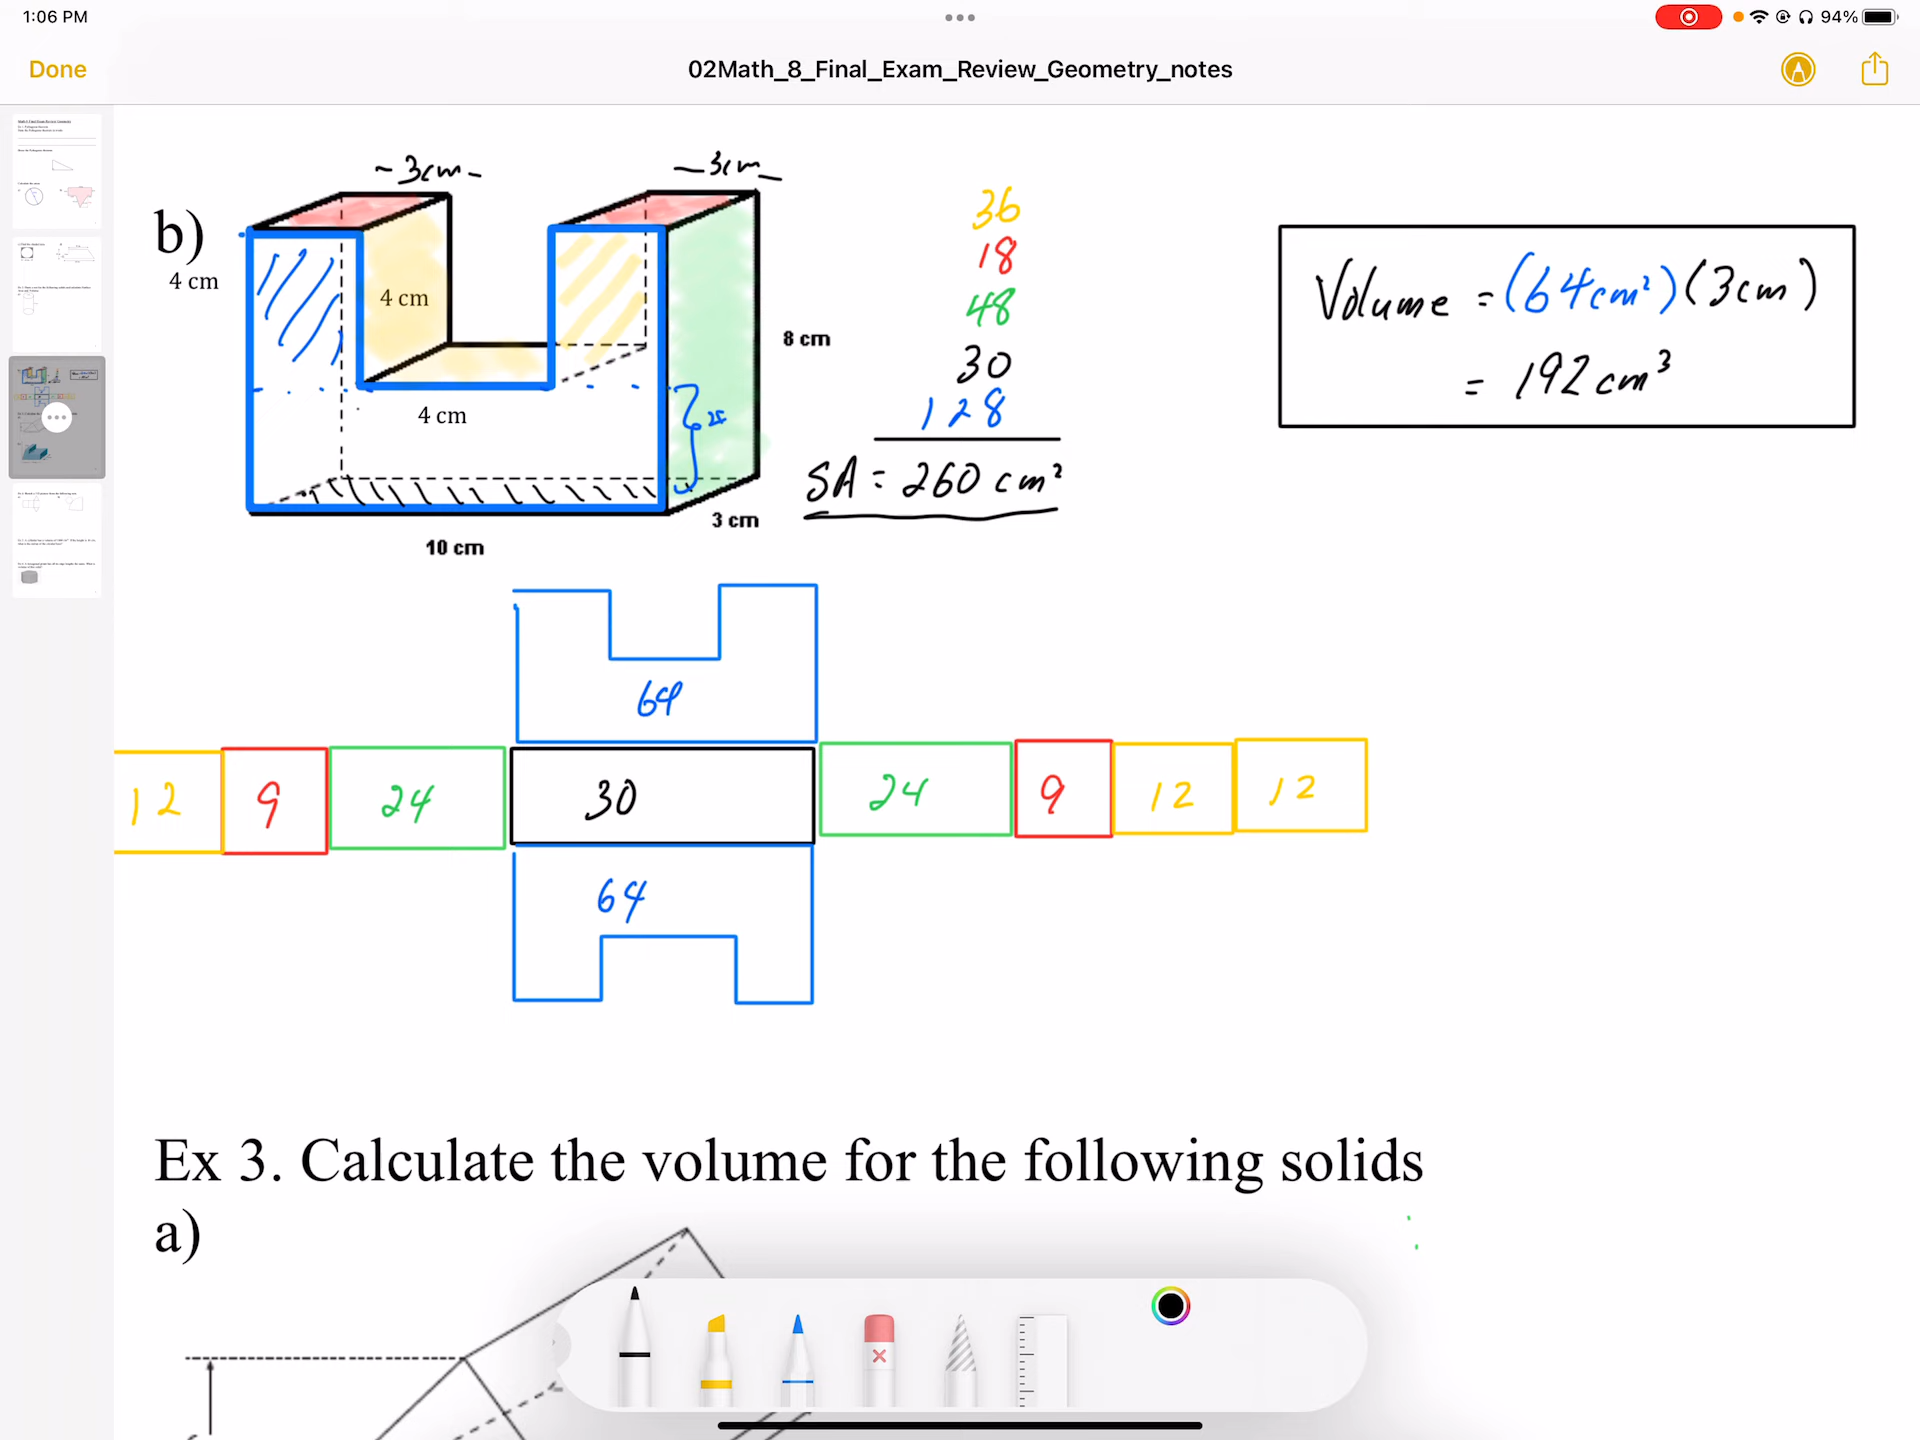 1:06 PM
94%
Done
02Math_8_Final_Exam_Review_Geometry_notes
b)
~3cm-
-3cm-
4 cm
4 cm
4 cm
8 cm
3 cm
10 cm
36
18
48
30
128
SA = 260 cm²
Volume = (64cm²)(3cm)
= 192 cm³
64
12
9
24
30
24
9
12
12
64
Ex 3. Calculate the volume for the following solids
a)